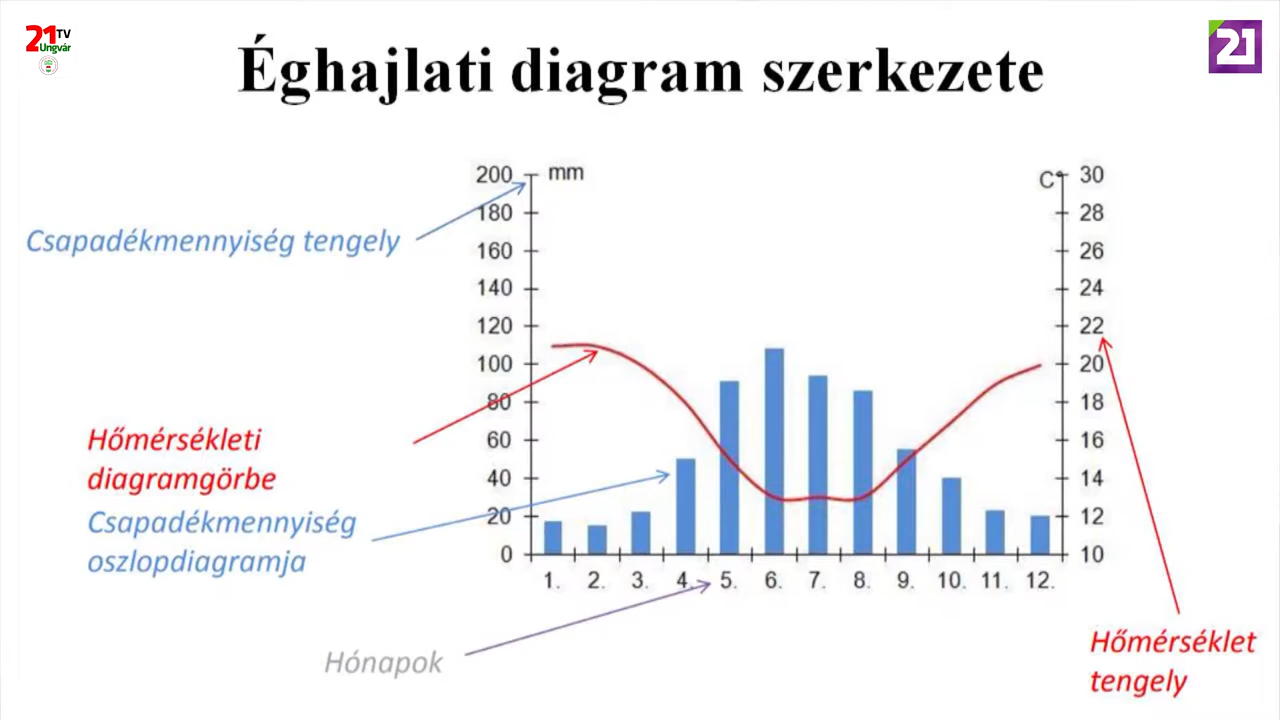 21 TV
Ungvár
21
Éghajlati diagram szerkezete
200 mm C° 30
180 28
Csapadékmennyiség tengely
160 26
140 24
120 22
100 20
80 18
60 16
Hőmérsékleti
diagramgörbe
40 14
Csapadékmennyiség
20 12
oszlopdiagramja
0 10
1. 2. 3. 4. 5. 6. 7. 8. 9. 10. 11. 12.
Hónapok
Hőmérséklet
tengely